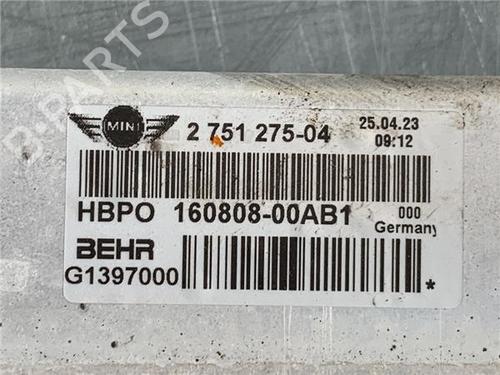 B-PARTS
MINI 2 751 275-04 25.04.23
09:12
HBPO 160808-00AB1 000
Germany
BEHR
G1397000 *